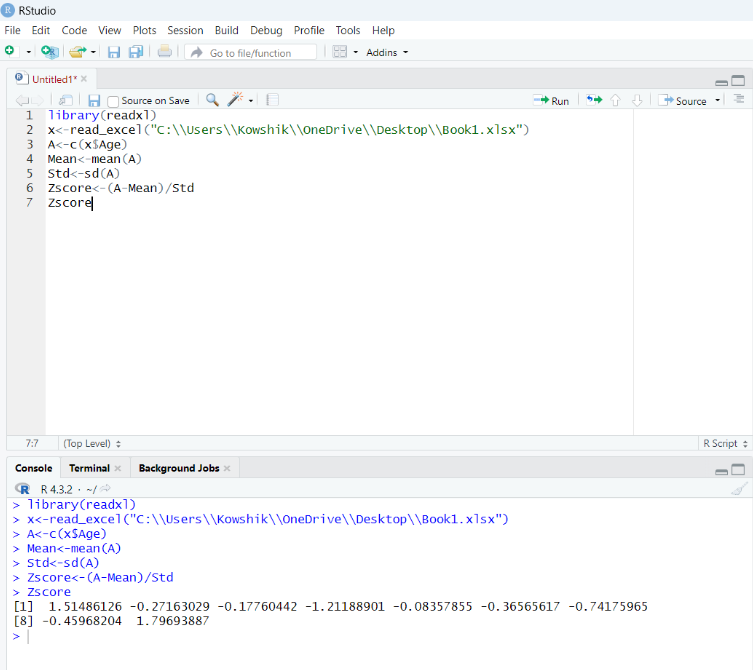 RStudio
File Edit Code View Plots Session Build Debug Profile Tools Help
Go to file/function Addins
Untitled1*
Source on Save Run Source
1 library(readxl)
2 x<-read_excel("C:\\Users\\Kowshik\\OneDrive\\Desktop\\Book1.xlsx")
3 A<-c(x$Age)
4 Mean<-mean(A)
5 Std<-sd(A)
6 Zscore<-(A-Mean)/Std
7 Zscore
7:7 (Top Level) R Script
Console Terminal Background Jobs
R 4.3.2 · ~/
> library(readxl)
> x<-read_excel("C:\\Users\\Kowshik\\OneDrive\\Desktop\\Book1.xlsx")
> A<-c(x$Age)
> Mean<-mean(A)
> Std<-sd(A)
> Zscore<-(A-Mean)/Std
> Zscore
[1] 1.51486126 -0.27163029 -0.17760442 -1.21188901 -0.08357855 -0.36565617 -0.74175965
[8] -0.45968204 1.79693887
>